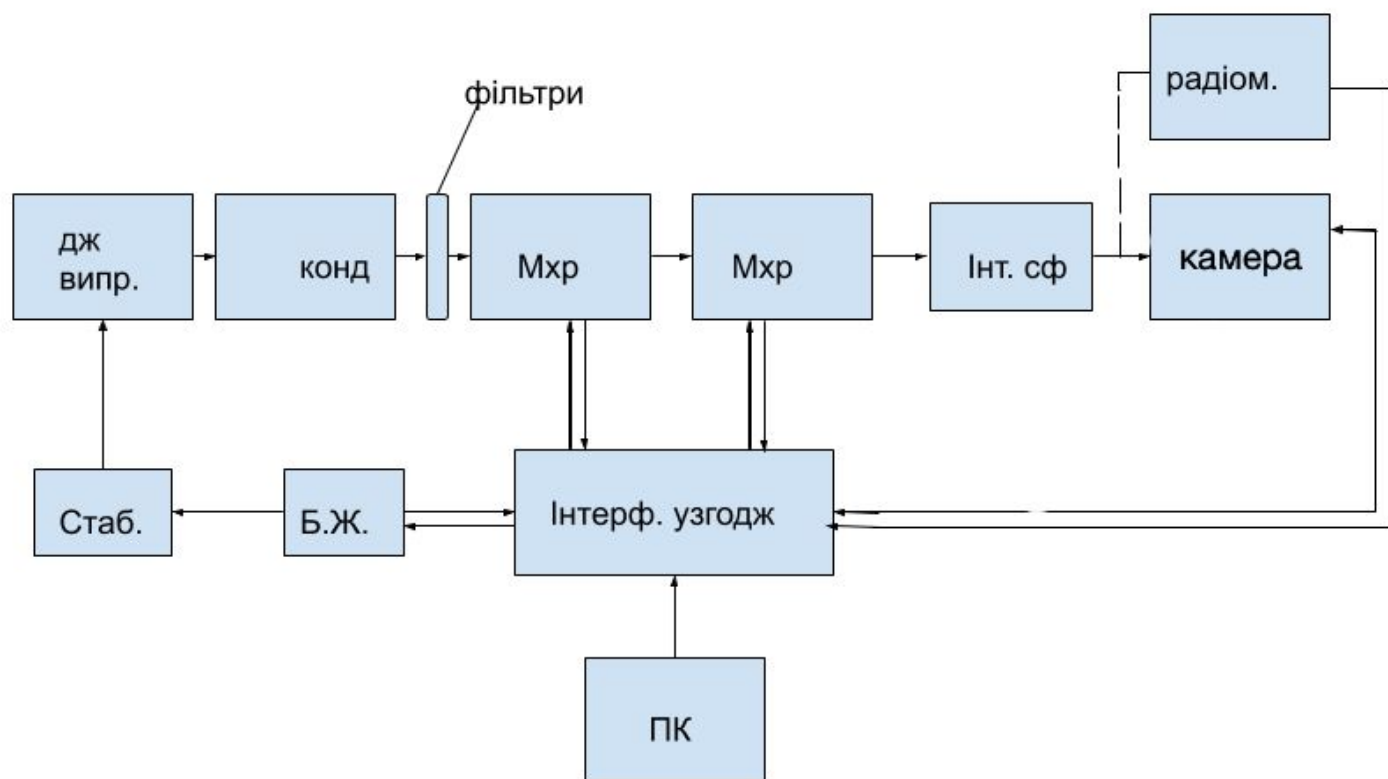 радіом.
фільтри
дж
випр.
конд
Мхр
Мхр
Інт. сф
камера
Стаб.
Б.Ж.
Інтерф. узгодж
ПК